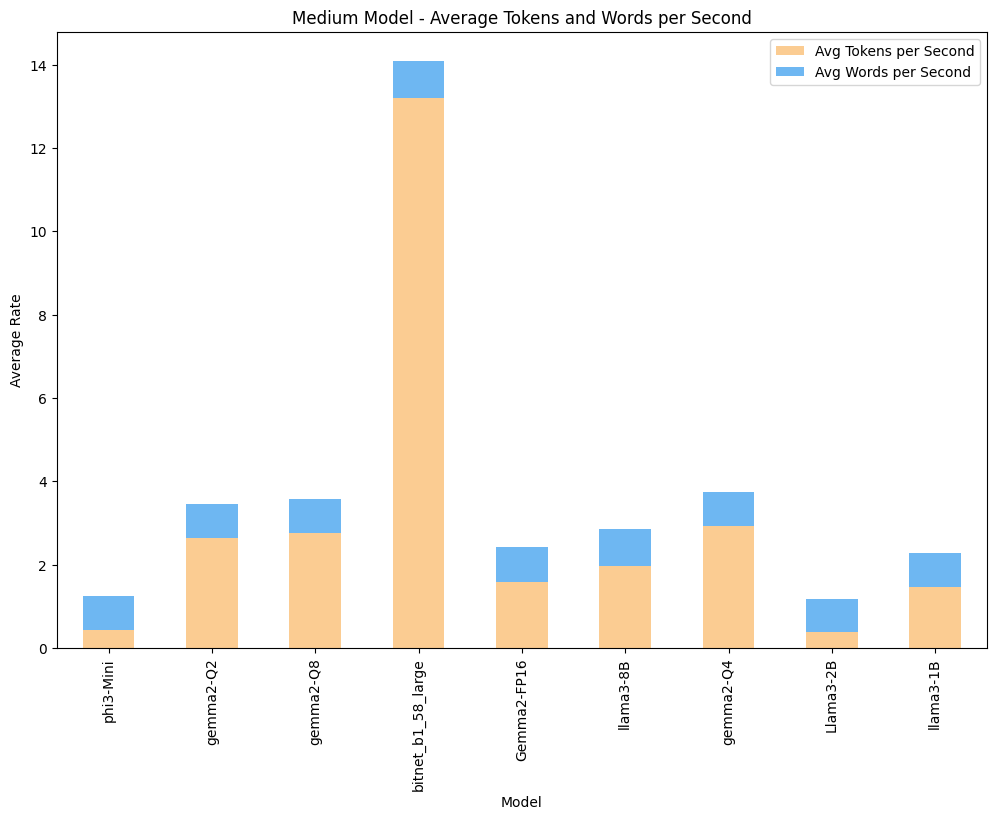 Medium Model - Average Tokens and Words per Second
Avg Tokens per Second
Avg Words per Second
Average Rate
14
12
10
8
6
4
2
0
phi3-Mini
gemma2-Q2
gemma2-Q8
bitnet_b1_58_large
Gemma2-FP16
llama3-8B
gemma2-Q4
Llama3-2B
llama3-1B
Model